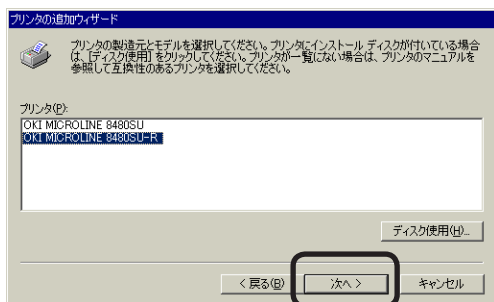 プリンタの追加ウィザード
プリンタの製造元とモデルを選択してください。プリンタにインストール ディスクが付いている場合
は、[ディスク使用] をクリックしてください。プリンタが一覧にない場合は、プリンタのマニュアルを
参照して互換性のあるプリンタを選択してください。
プリンタ(P):
OKI MICROLINE 8480SU
OKI MICROLINE 8480SU-R
ディスク使用(H)...
< 戻る(B)
次へ >
キャンセル